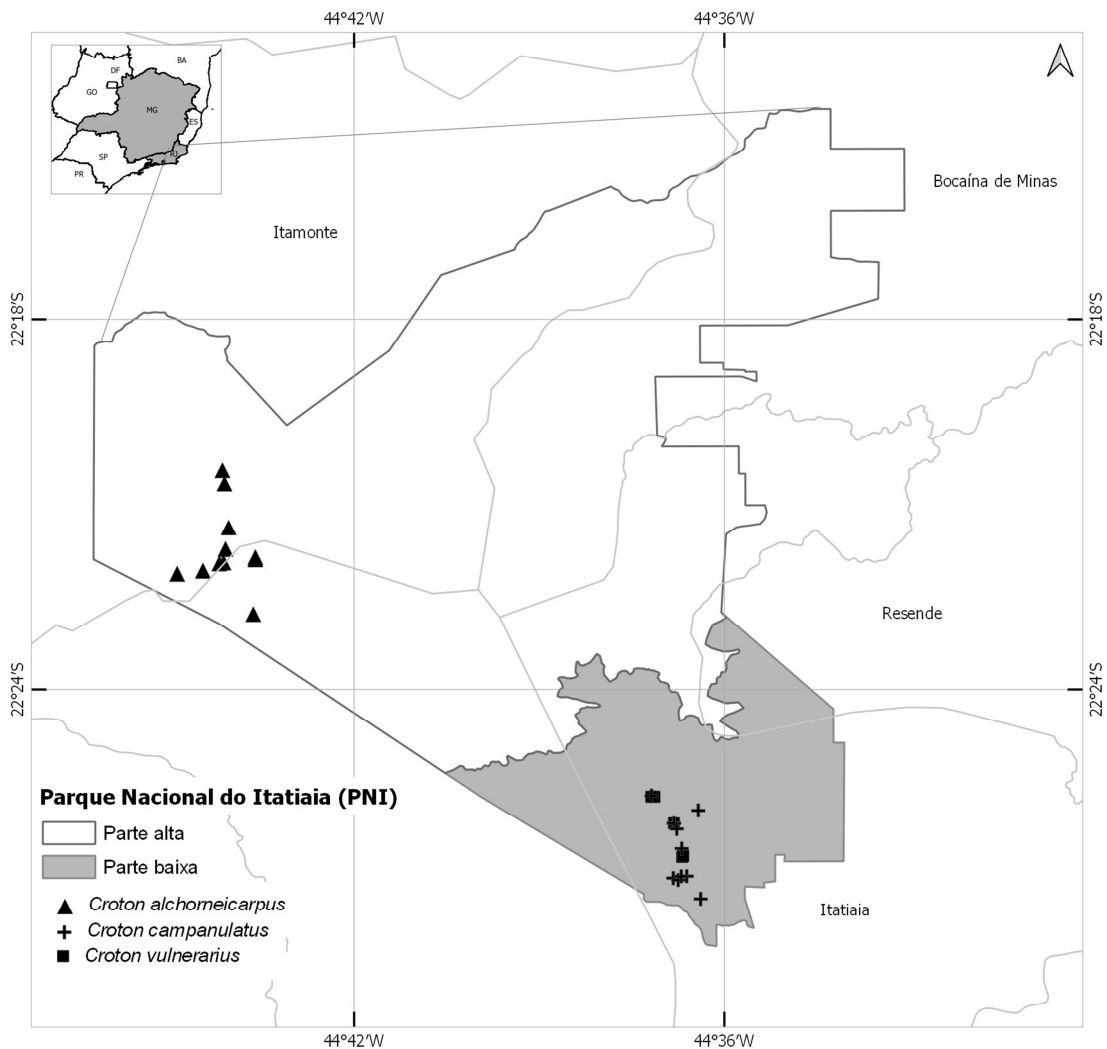 44°42′W
44°36′W
DF
BA
GO
MG
ES
SP
RJ
PR
Bocaína de Minas
Itamonte
22°18′S
22°18′S
Resende
22°24′S
22°24′S
Parque Nacional do Itatiaia (PNI)
Parte alta
Parte baixa
Croton alchorneicarpus
Croton campanulatus
Croton vulnerarius
Itatiaia
44°42′W
44°36′W